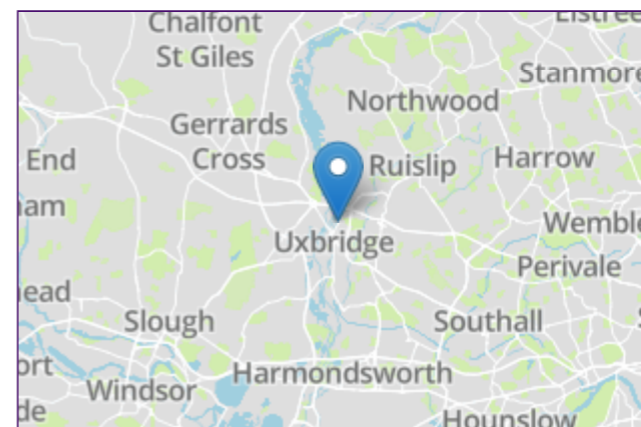 Chalfont
St Giles
Stanmore
Northwood
Gerrards
Cross
End
Ruislip
Harrow
Uxbridge
Perivale
Slough
Southall
Harmondsworth
Windsor
Hounslow